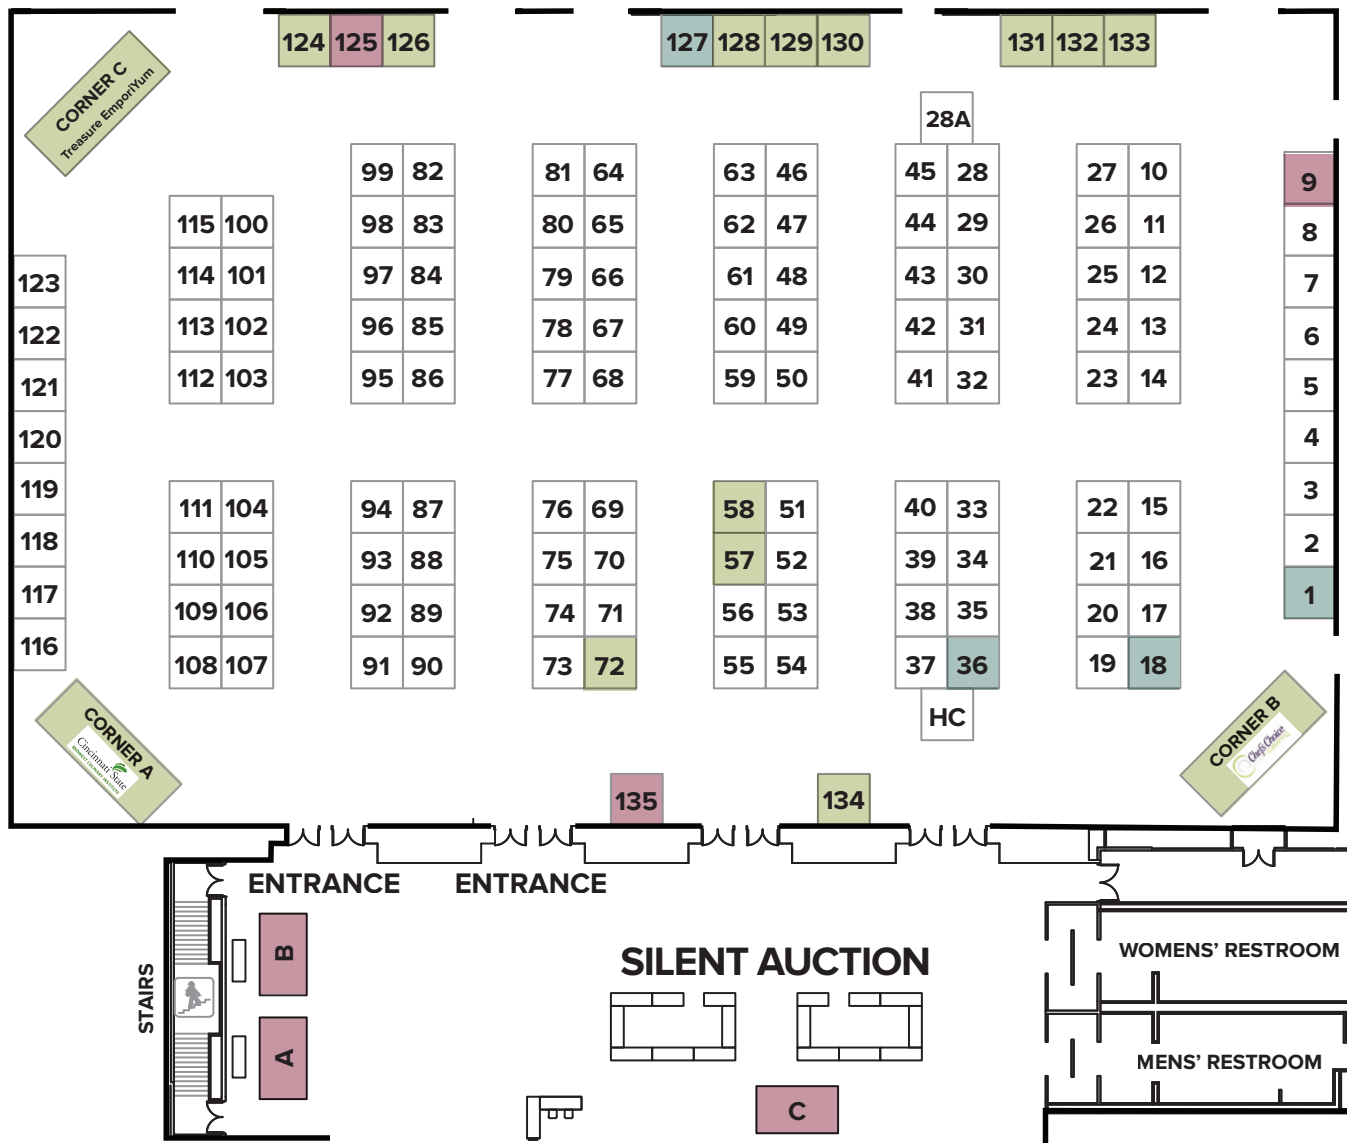 124 125 126 127 128 129 130 131 132 133
CORNER C
Treasure EmporiYum
28A
99 82 81 64 63 46 45 28 27 10 9
115 100 98 83 80 65 62 47 44 29 26 11 8
123 114 101 97 84 79 66 61 48 43 30 25 12 7
122 113 102 96 85 78 67 60 49 42 31 24 13 6
121 112 103 95 86 77 68 59 50 41 32 23 14 5
120 4
119 111 104 94 87 76 69 58 51 40 33 22 15 3
118 110 105 93 88 75 70 57 52 39 34 21 16 2
117 109 106 92 89 74 71 56 53 38 35 20 17 1
116 108 107 91 90 73 72 55 54 37 36 19 18
HC
CORNER A
Cincinnati State
MIDWEST CULINARY INSTITUTE
CORNER B
Chef's Choice
135 134
ENTRANCE ENTRANCE
STAIRS
B
A
SILENT AUCTION
C
WOMENS' RESTROOM
MENS' RESTROOM